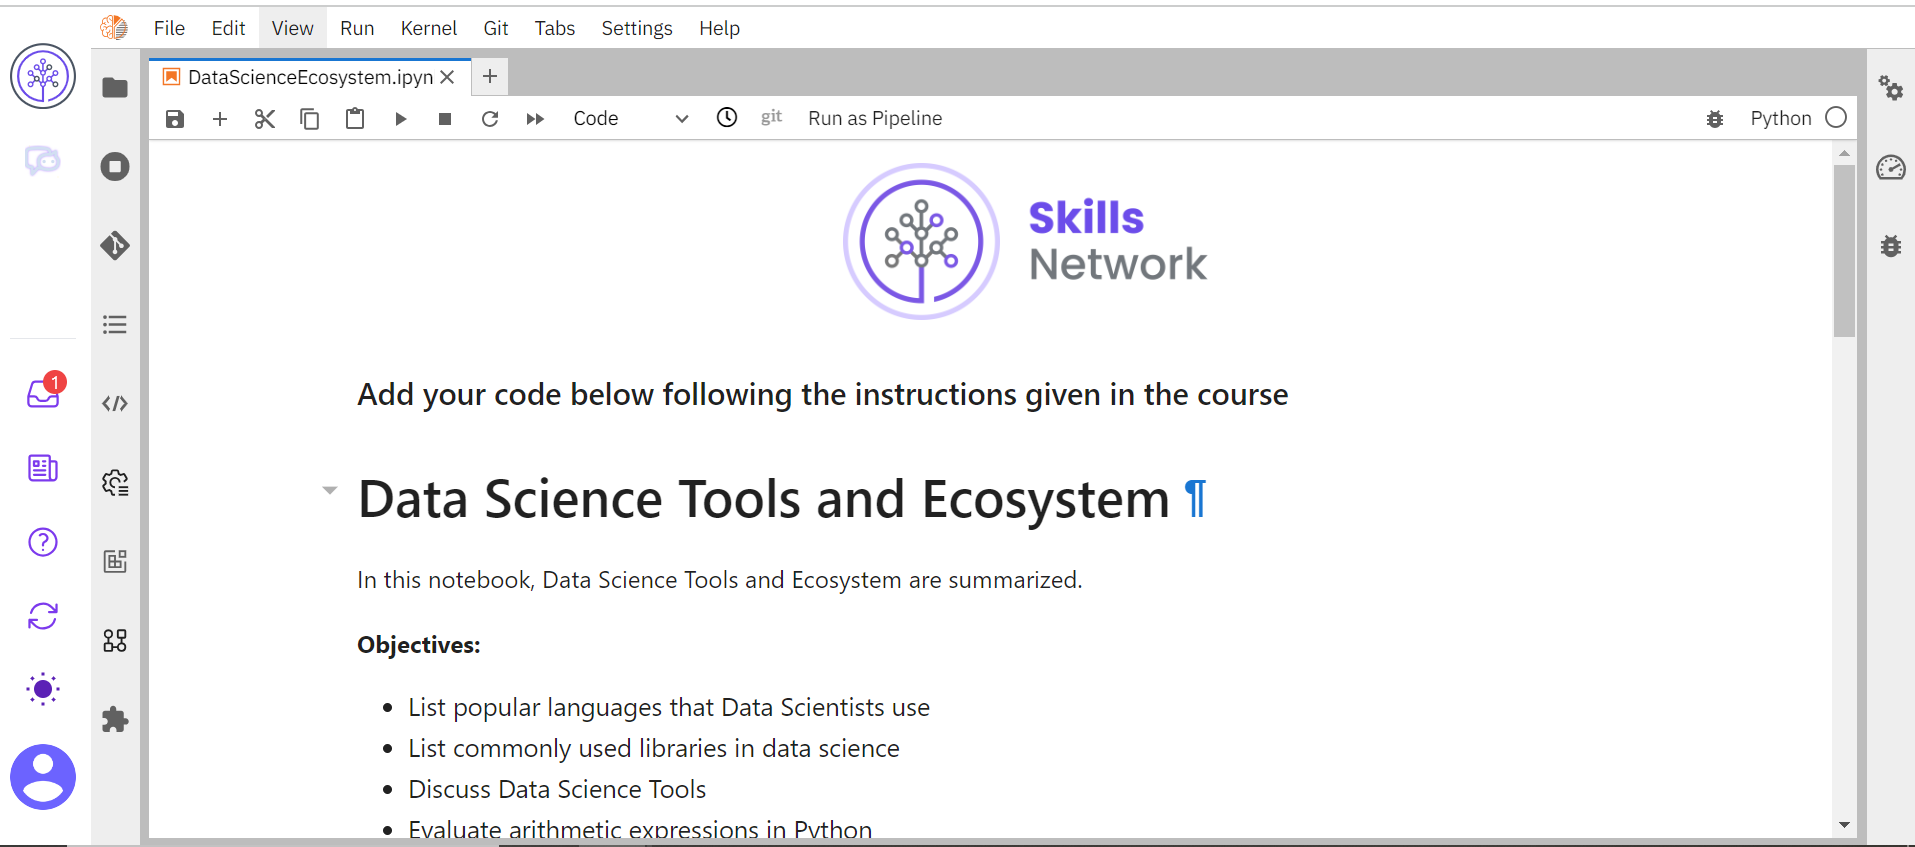 File Edit View Run Kernel Git Tabs Settings Help
DataScienceEcosystem.ipyn
Code git Run as Pipeline Python
Skills
Network
1
Add your code below following the instructions given in the course
Data Science Tools and Ecosystem ¶
In this notebook, Data Science Tools and Ecosystem are summarized.
Objectives:
• List popular languages that Data Scientists use
• List commonly used libraries in data science
• Discuss Data Science Tools
• Evaluate arithmetic expressions in Python